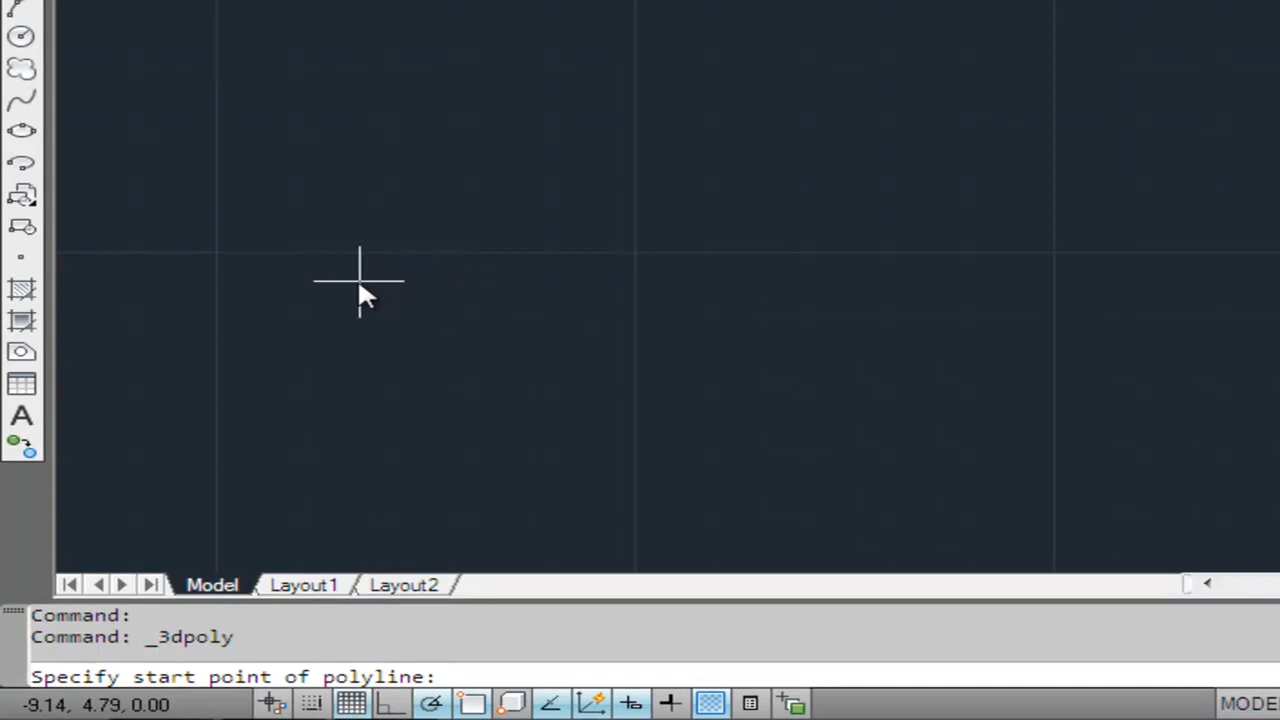 A
Model Layout1 Layout2
Command:
Command: _3dpoly
Specify start point of polyline:
-9.14, 4.79, 0.00
MODE